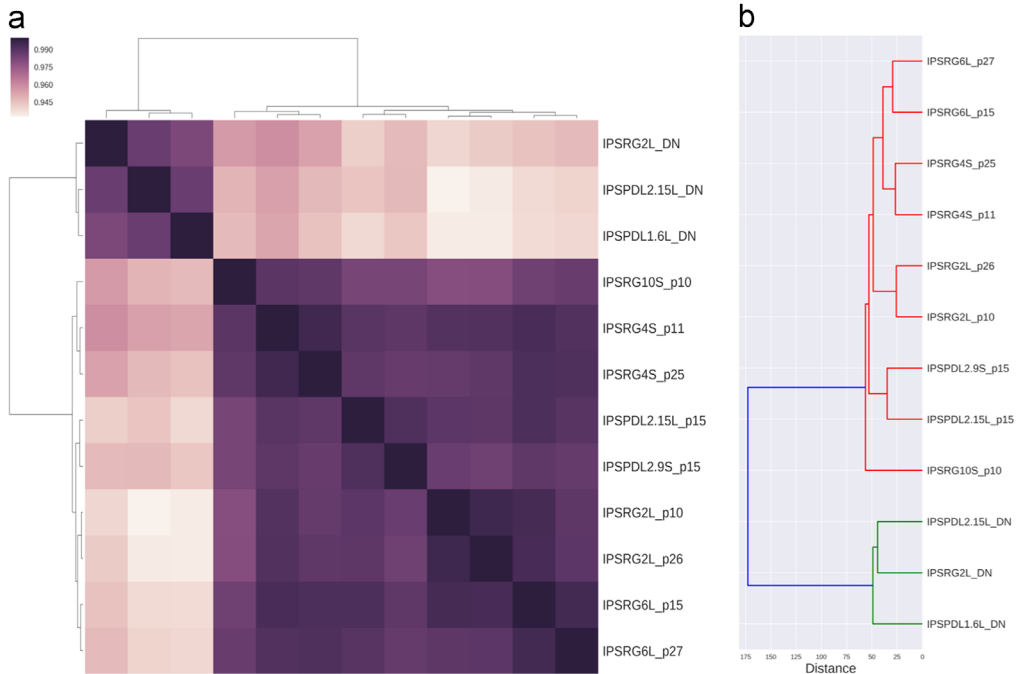 a
0.990
0.975
0.960
0.945
IPSRG2L_DN
IPSPDL2.15L_DN
IPSPDL1.6L_DN
IPSRG10S_p10
IPSRG4S_p11
IPSRG4S_p25
IPSPDL2.15L_p15
IPSPDL2.9S_p15
IPSRG2L_p10
IPSRG2L_p26
IPSRG6L_p15
IPSRG6L_p27
b
IPSRG6L_p27
IPSRG6L_p15
IPSRG4S_p25
IPSRG4S_p11
IPSRG2L_p26
IPSRG2L_p10
IPSPDL2.9S_p15
IPSPDL2.15L_p15
IPSRG10S_p10
IPSPDL2.15L_DN
IPSRG2L_DN
IPSPDL1.6L_DN
175 150 125 100 75 50 25 0
Distance